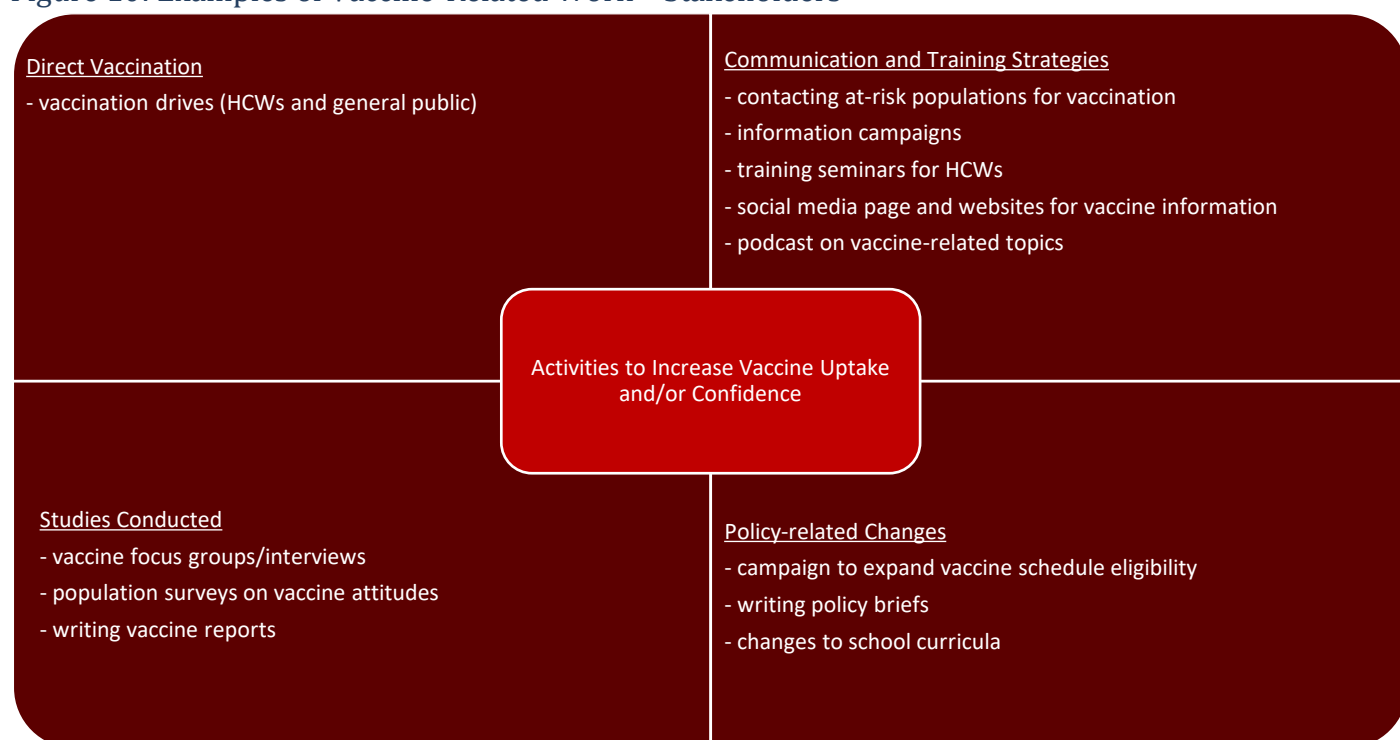 Direct Vaccination
- vaccination drives (HCWs and general public)
Communication and Training Strategies
- contacting at-risk populations for vaccination
- information campaigns
- training seminars for HCWs
- social media page and websites for vaccine information
- podcast on vaccine-related topics
Activities to Increase Vaccine Uptake
and/or Confidence
Studies Conducted
- vaccine focus groups/interviews
- population surveys on vaccine attitudes
- writing vaccine reports
Policy-related Changes
- campaign to expand vaccine schedule eligibility
- writing policy briefs
- changes to school curricula